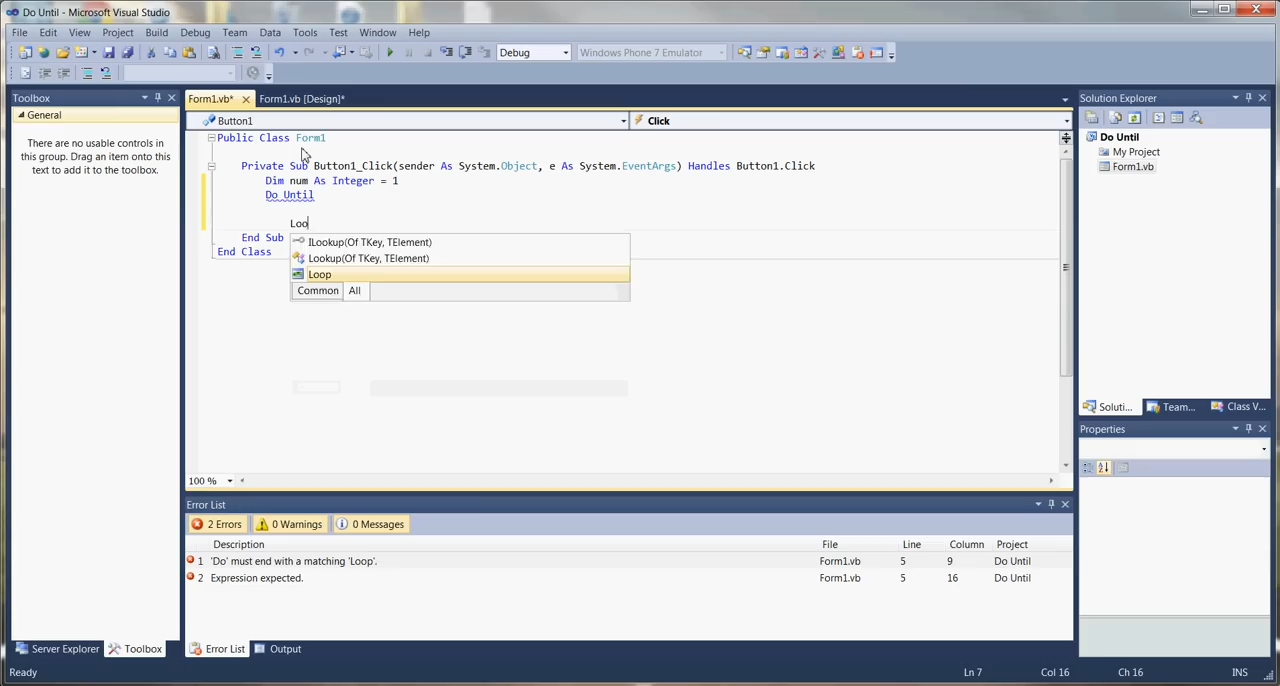 Do Until - Microsoft Visual Studio
File Edit View Project Build Debug Team Data Tools Test Window Help
Debug Windows Phone 7 Emulator
Toolbox
General
There are no usable controls in
this group. Drag an item onto this
text to add it to the toolbox.
Form1.vb* Form1.vb [Design]*
Button1 Click
Public Class Form1
Private Sub Button1_Click(sender As System.Object, e As System.EventArgs) Handles Button1.Click
Dim num As Integer = 1
Do Until
Loo
End Sub
End Class
ILookup(Of TKey, TElement)
Lookup(Of TKey, TElement)
Loop
Common All
100 %
Solution Explorer
Do Until
My Project
Form1.vb
Soluti... Team... Class V...
Properties
Error List
2 Errors 0 Warnings 0 Messages
Description File Line Column Project
1 'Do' must end with a matching 'Loop'. Form1.vb 5 9 Do Until
2 Expression expected. Form1.vb 5 16 Do Until
Server Explorer Toolbox Error List Output
Ready Ln 7 Col 16 Ch 16 INS